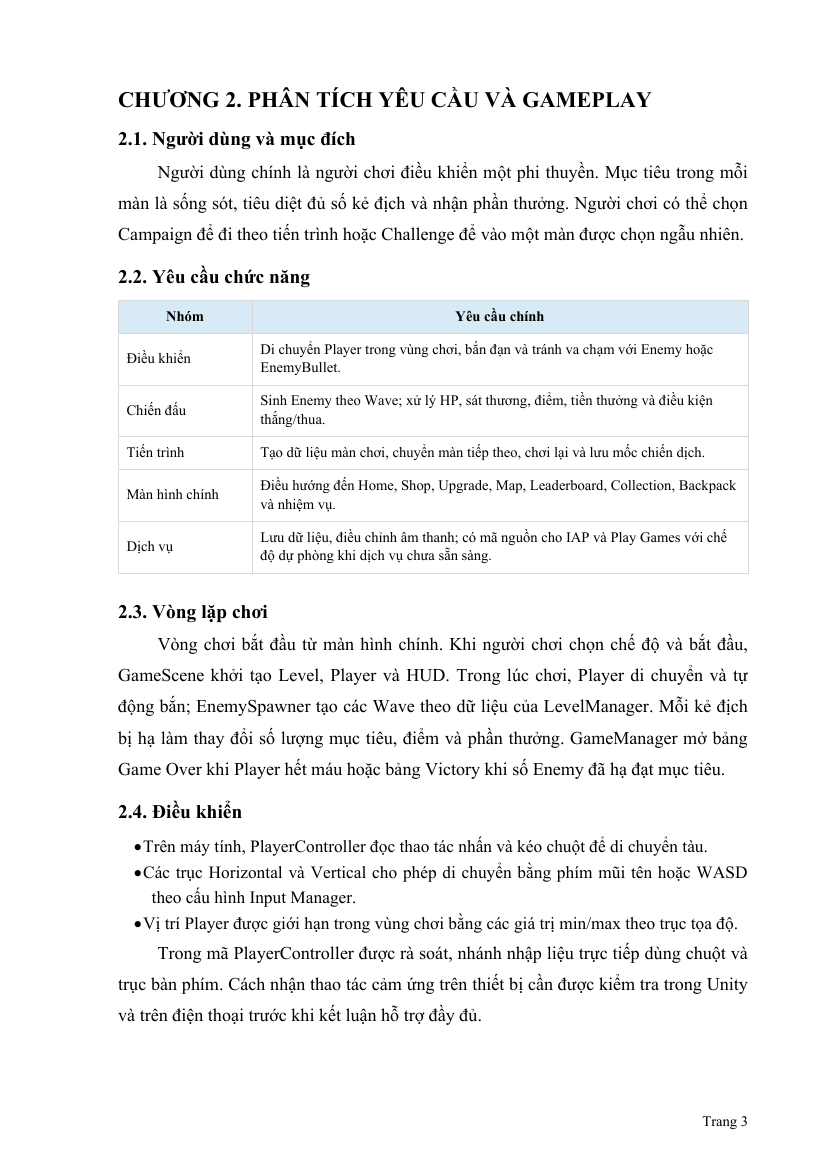 CHƯƠNG 2. PHÂN TÍCH YÊU CẦU VÀ GAMEPLAY
2.1. Người dùng và mục đích
Người dùng chính là người chơi điều khiển một phi thuyền. Mục tiêu trong mỗi
màn là sống sót, tiêu diệt đủ số kẻ địch và nhận phần thưởng. Người chơi có thể chọn
Campaign để đi theo tiến trình hoặc Challenge để vào một màn được chọn ngẫu nhiên.
2.2. Yêu cầu chức năng
Nhóm Yêu cầu chính
Điều khiển Di chuyển Player trong vùng chơi, bắn đạn và tránh va chạm với Enemy hoặc
EnemyBullet.
Chiến đấu Sinh Enemy theo Wave; xử lý HP, sát thương, điểm, tiền thưởng và điều kiện
thắng/thua.
Tiến trình Tạo dữ liệu màn chơi, chuyển màn tiếp theo, chơi lại và lưu mốc chiến dịch.
Màn hình chính Điều hướng đến Home, Shop, Upgrade, Map, Leaderboard, Collection, Backpack
và nhiệm vụ.
Dịch vụ Lưu dữ liệu, điều chỉnh âm thanh; có mã nguồn cho IAP và Play Games với chế
độ dự phòng khi dịch vụ chưa sẵn sàng.
2.3. Vòng lặp chơi
Vòng chơi bắt đầu từ màn hình chính. Khi người chơi chọn chế độ và bắt đầu,
GameScene khởi tạo Level, Player và HUD. Trong lúc chơi, Player di chuyển và tự
động bắn; EnemySpawner tạo các Wave theo dữ liệu của LevelManager. Mỗi kẻ địch
bị hạ làm thay đổi số lượng mục tiêu, điểm và phần thưởng. GameManager mở bảng
Game Over khi Player hết máu hoặc bảng Victory khi số Enemy đã hạ đạt mục tiêu.
2.4. Điều khiển
•Trên máy tính, PlayerController đọc thao tác nhấn và kéo chuột để di chuyển tàu.
•Các trục Horizontal và Vertical cho phép di chuyển bằng phím mũi tên hoặc WASD
theo cấu hình Input Manager.
•Vị trí Player được giới hạn trong vùng chơi bằng các giá trị min/max theo trục tọa độ.
Trong mã PlayerController được rà soát, nhánh nhập liệu trực tiếp dùng chuột và
trục bàn phím. Cách nhận thao tác cảm ứng trên thiết bị cần được kiểm tra trong Unity
và trên điện thoại trước khi kết luận hỗ trợ đầy đủ.
Trang 3